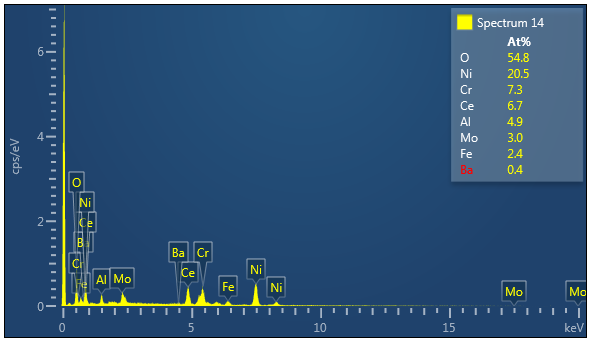 Spectrum 14
At%
O 54.8
Ni 20.5
Cr 7.3
Ce 6.7
Al 4.9
Mo 3.0
Fe 2.4
Ba 0.4
cps/eV
6
4
2
0
O
Ni
Ce
Ba
Cr
Fe
Al
Mo
Ba
Ce
Cr
Fe
Ni
Ni
Mo
Mo
0 5 10 15 keV